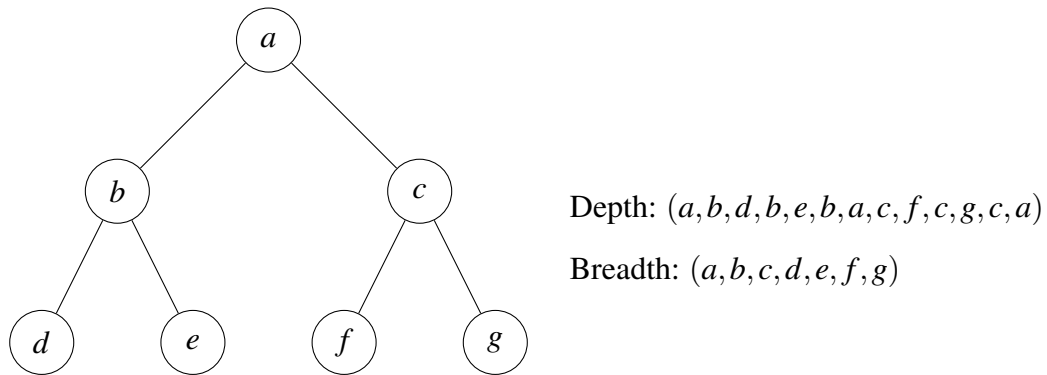 a
b
c
Depth: (a,b,d,b,e,b,a,c,f,c,g,c,a)
Breadth: (a,b,c,d,e,f,g)
d
e
f
g